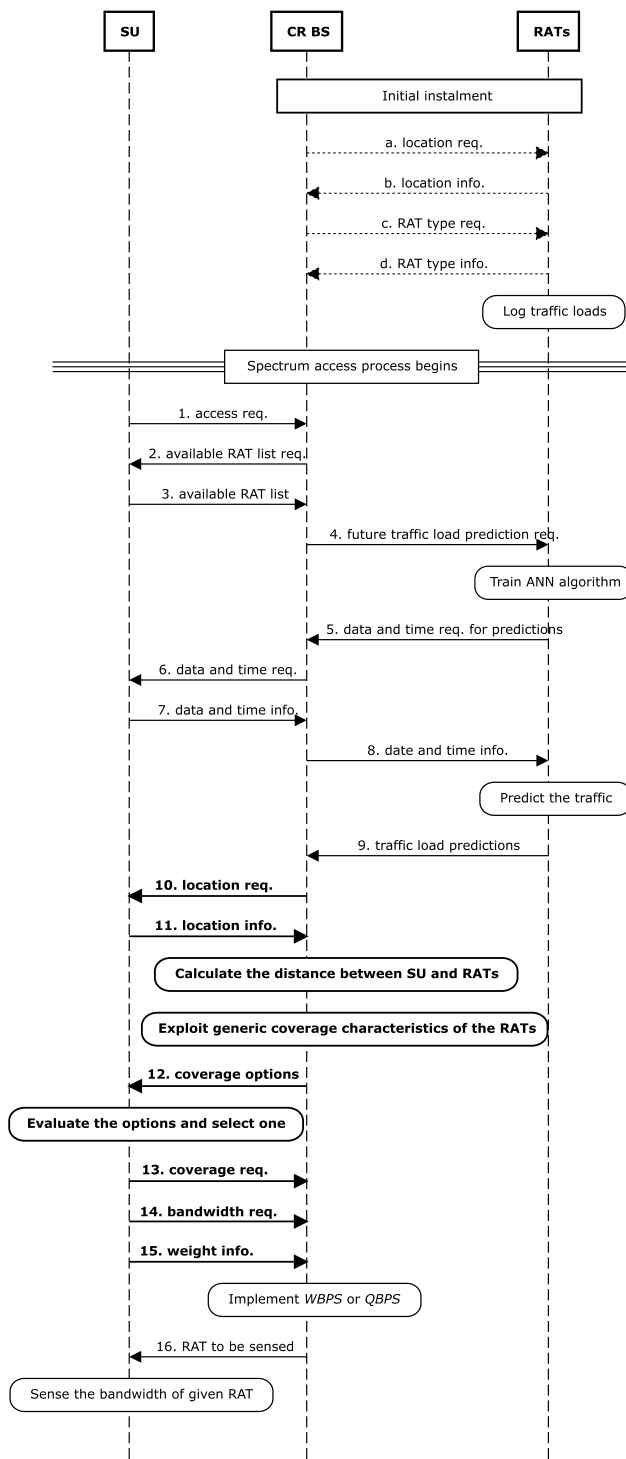 SU
CR BS
RATs
Initial instalment
a. location req.
b. location info.
c. RAT type req.
d. RAT type info.
Log traffic loads
Spectrum access process begins
1. access req.
2. available RAT list req.
3. available RAT list
4. future traffic load prediction req.
Train ANN algorithm
5. data and time req. for predictions
6. data and time req.
7. data and time info.
8. date and time info.
Predict the traffic
9. traffic load predictions
10. location req.
11. location info.
Calculate the distance between SU and RATs
Exploit generic coverage characteristics of the RATs
12. coverage options
Evaluate the options and select one
13. coverage req.
14. bandwidth req.
15. weight info.
Implement WBPS or QBPS
16. RAT to be sensed
Sense the bandwidth of given RAT